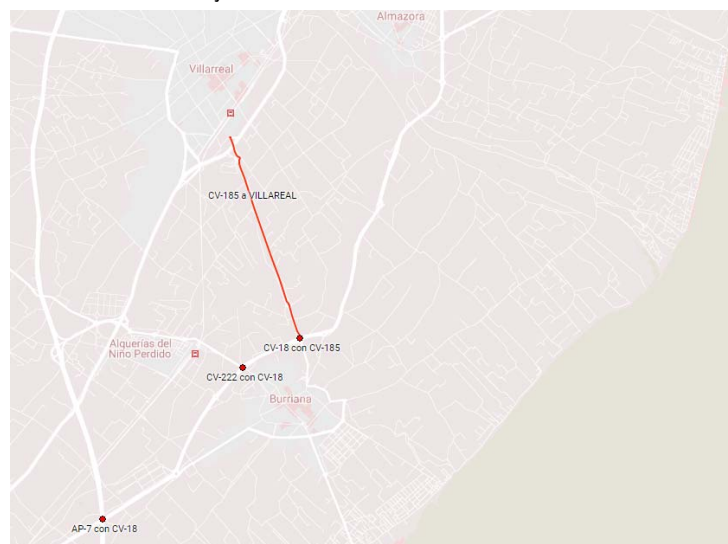 Almazora
Villarreal
CV-185 a VILLAREAL
CV-18 con CV-185
Alquerías del
Niño Perdido
CV-222 con CV-18
Burriana
AP-7 con CV-18